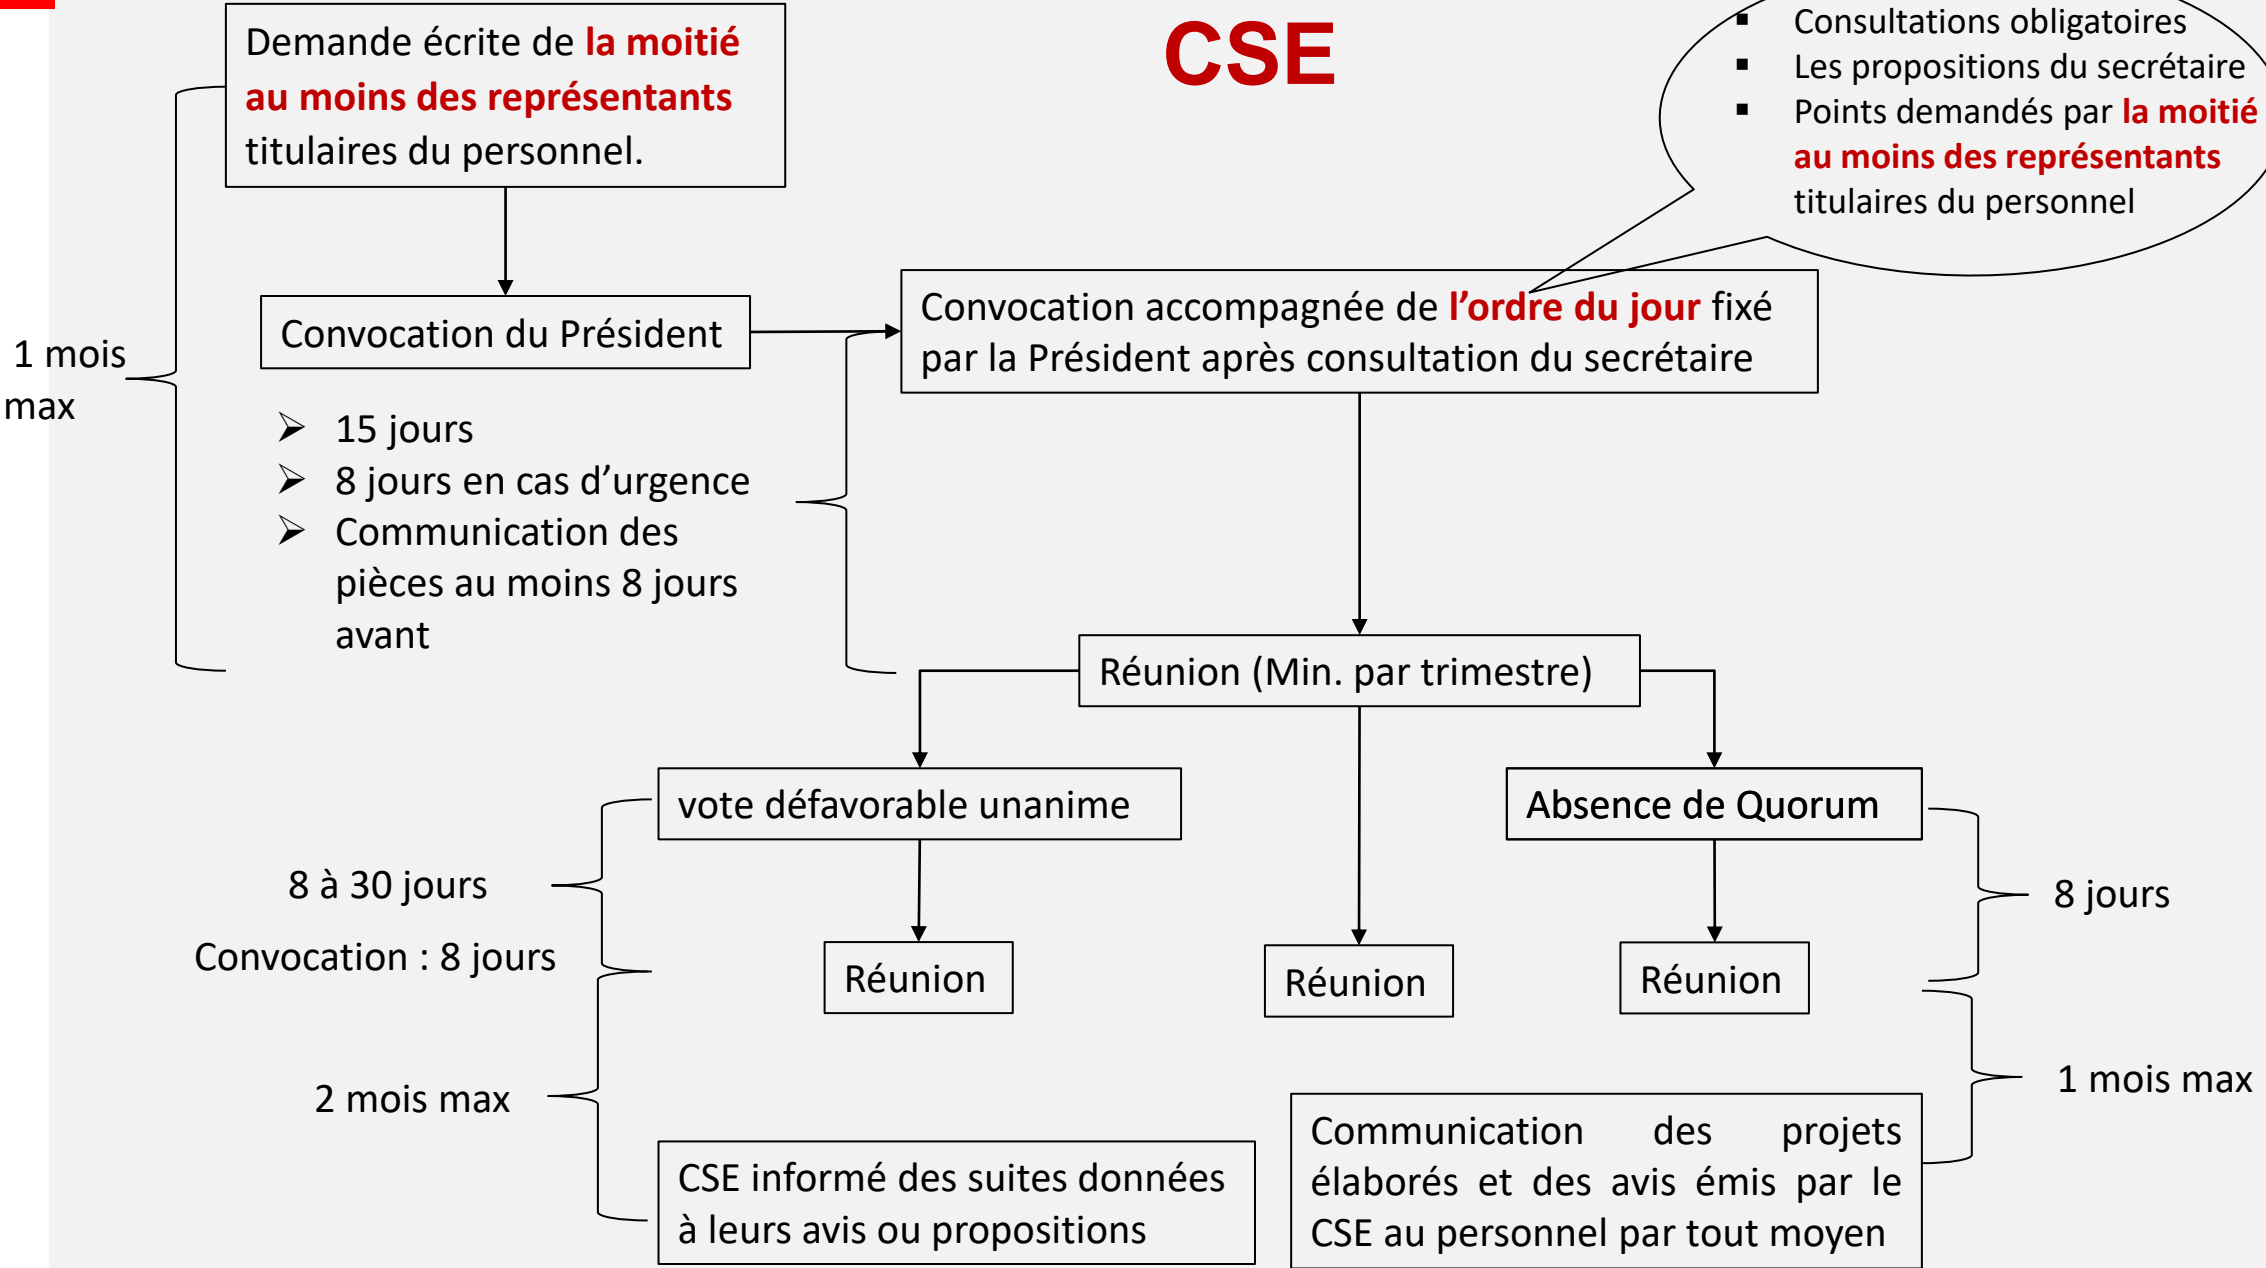 CSE
Demande écrite de la moitié
au moins des représentants
titulaires du personnel.
▪ Consultations obligatoires
▪ Les propositions du secrétaire
▪ Points demandés par la moitié
au moins des représentants
titulaires du personnel
Convocation du Président
Convocation accompagnée de l’ordre du jour fixé
par la Président après consultation du secrétaire
1 mois
max
➢ 15 jours
➢ 8 jours en cas d’urgence
➢ Communication des
pièces au moins 8 jours
avant
Réunion (Min. par trimestre)
vote défavorable unanime
Absence de Quorum
8 à 30 jours
Convocation : 8 jours
8 jours
Réunion
Réunion
Réunion
2 mois max
1 mois max
CSE informé des suites données
à leurs avis ou propositions
Communication des projets
élaborés et des avis émis par le
CSE au personnel par tout moyen